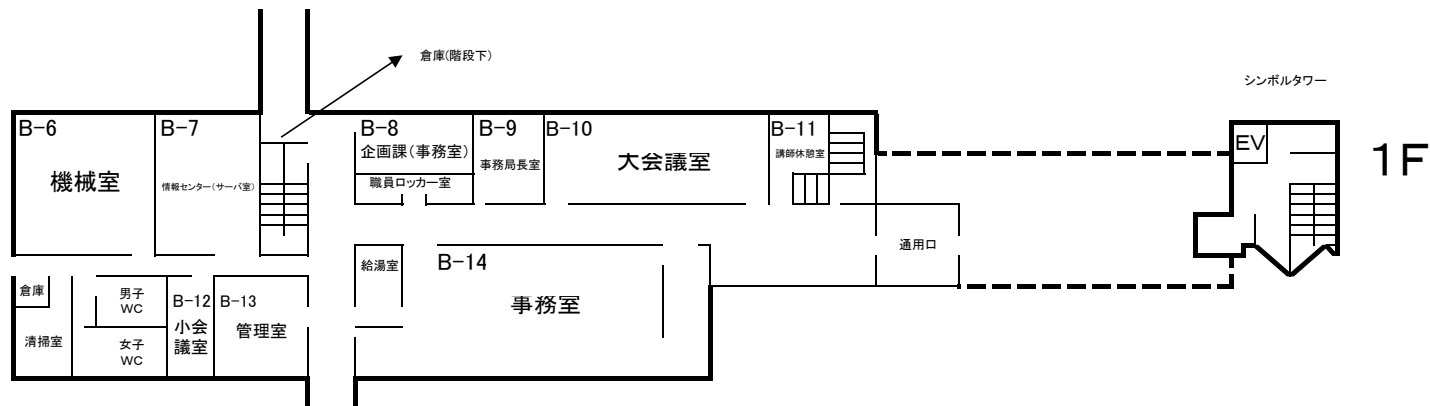 倉庫(階段下)
シンボルタワー
B-6
機械室
B-7
情報センター(サーバ室)
B-8
企画課(事務室)
職員ロッカー室
B-9
事務局長室
B-10
大会議室
B-11
講師休憩室
EV
1F
通用口
給湯室
B-14
事務室
倉庫
清掃室
男子
WC
女子
WC
B-12
小会
議室
B-13
管理室